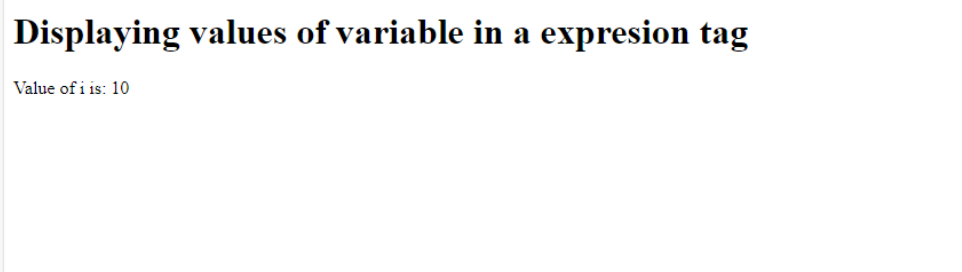 Displaying values of variable in a expresion tag
Value of i is: 10